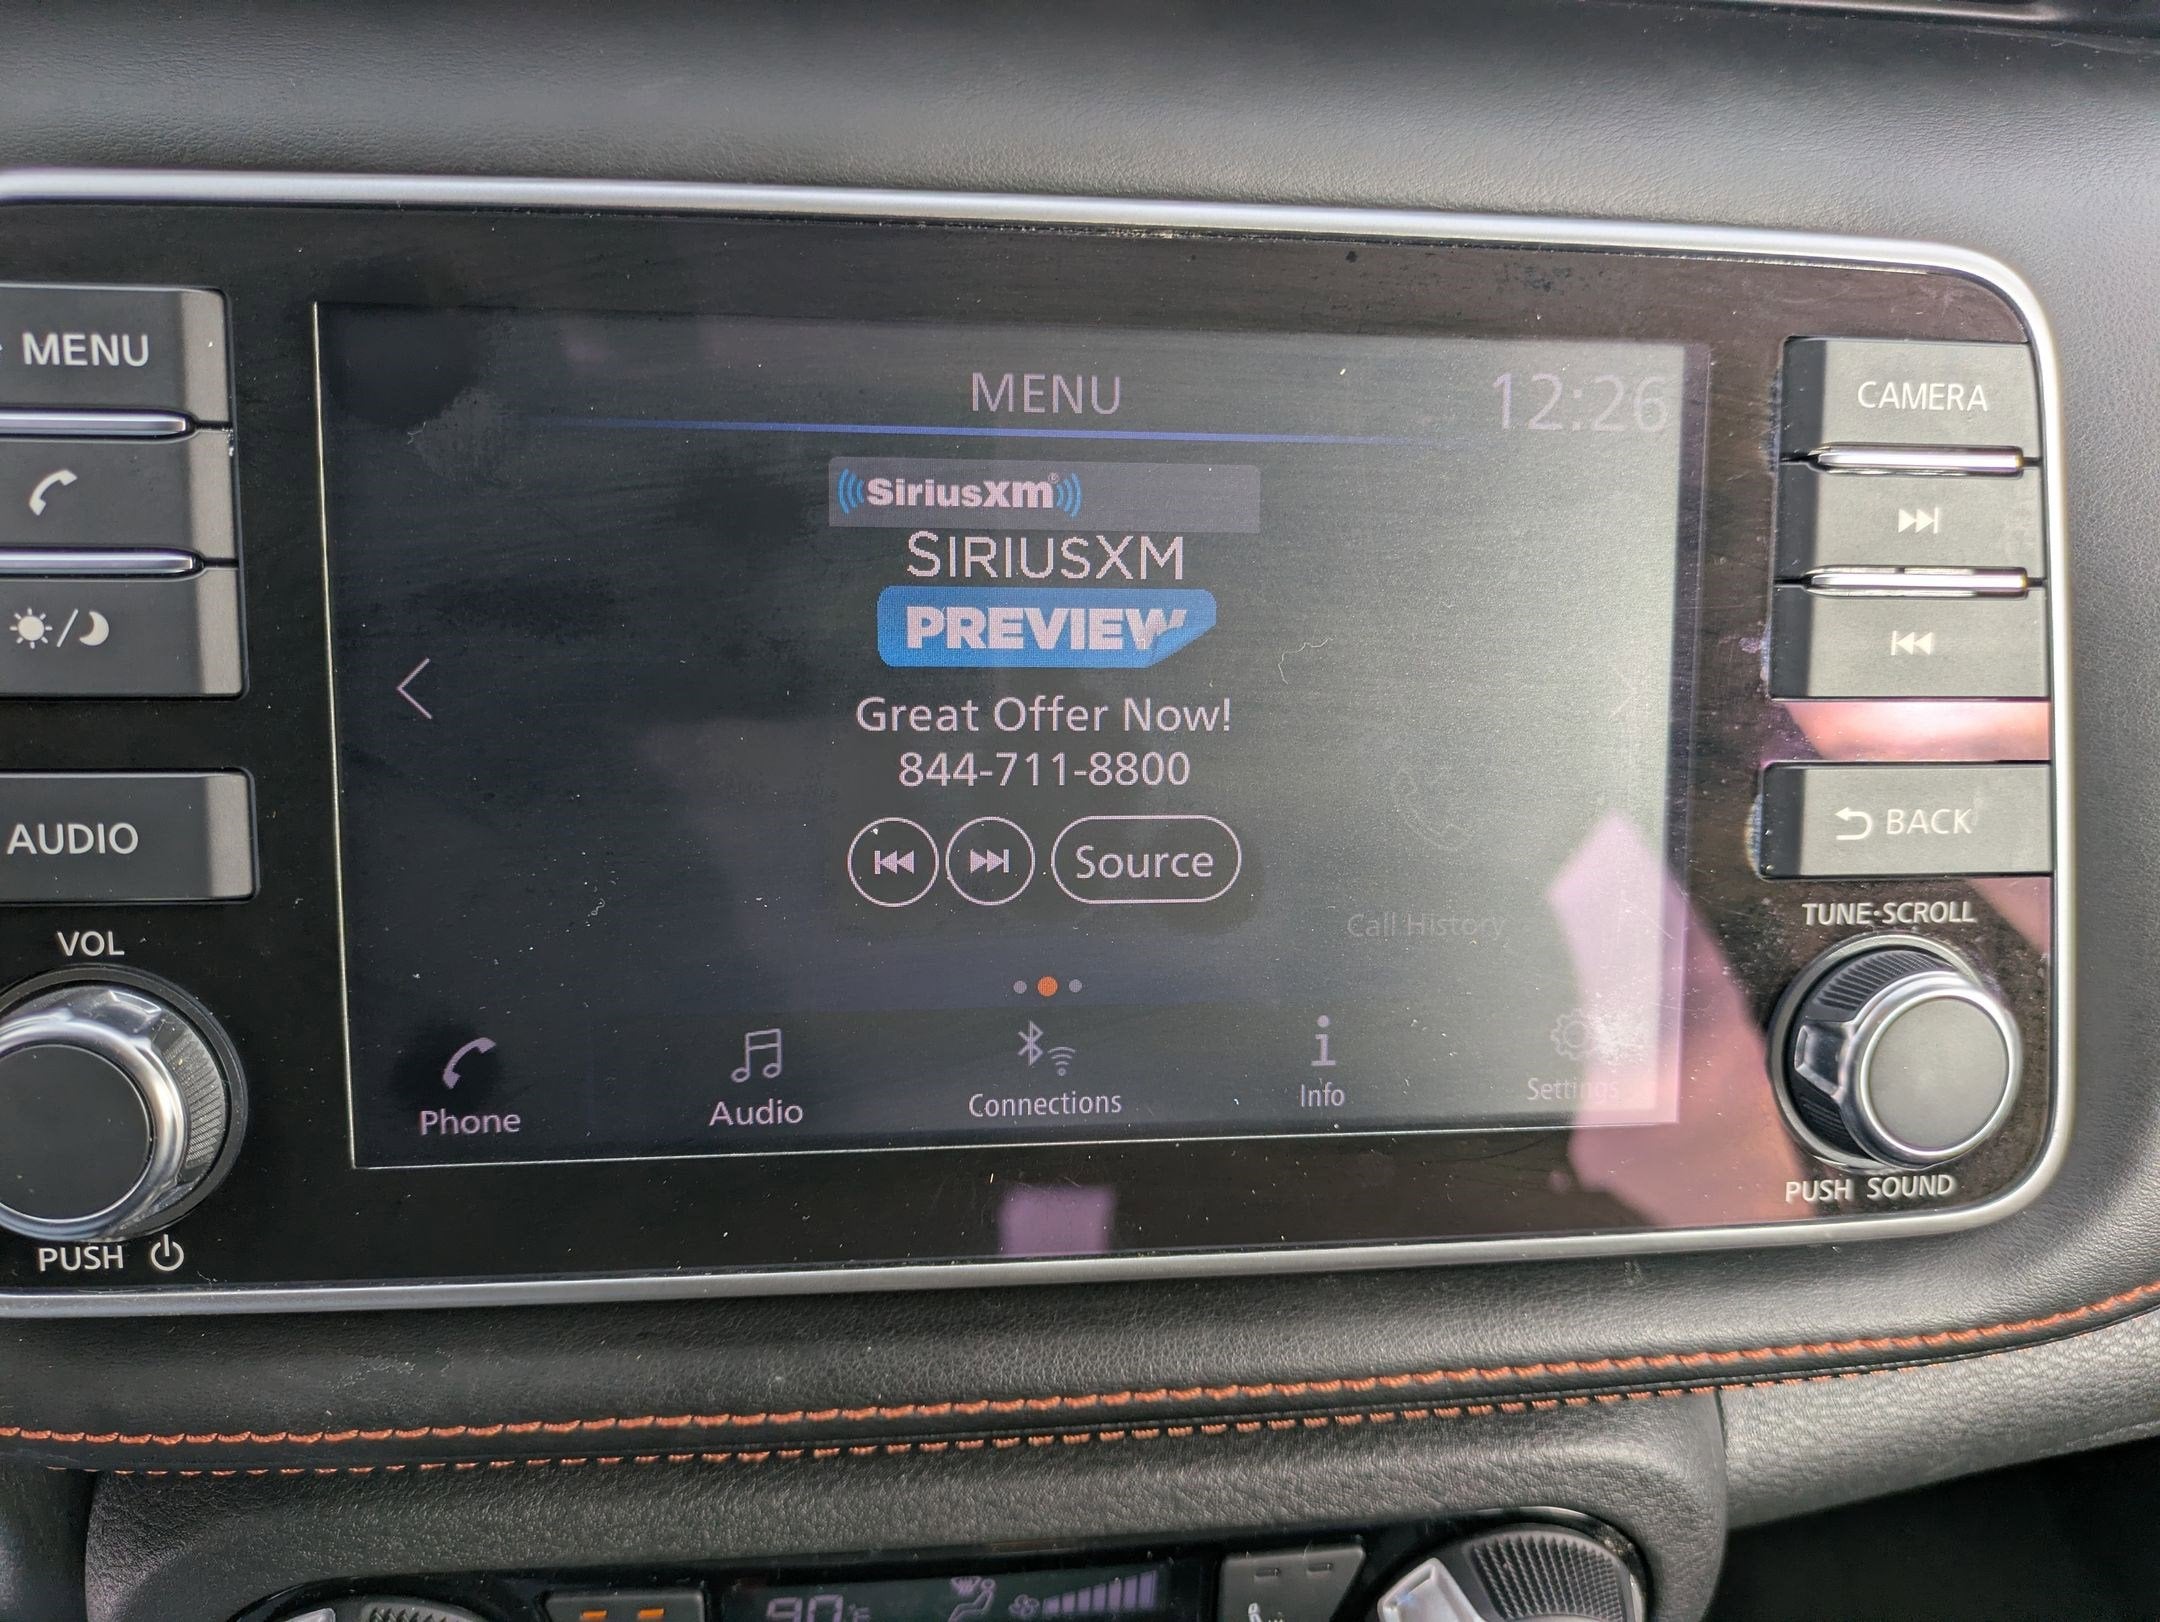 MENU
AUDIO
VOL
PUSH
MENU
12:26
SiriusXm®
SIRIUSXM
PREVIEW
Great Offer Now!
844-711-8800
Source
Call History
Phone
Audio
Connections
Info
Settings
CAMERA
BACK
TUNE·SCROLL
PUSH SOUND
90°F